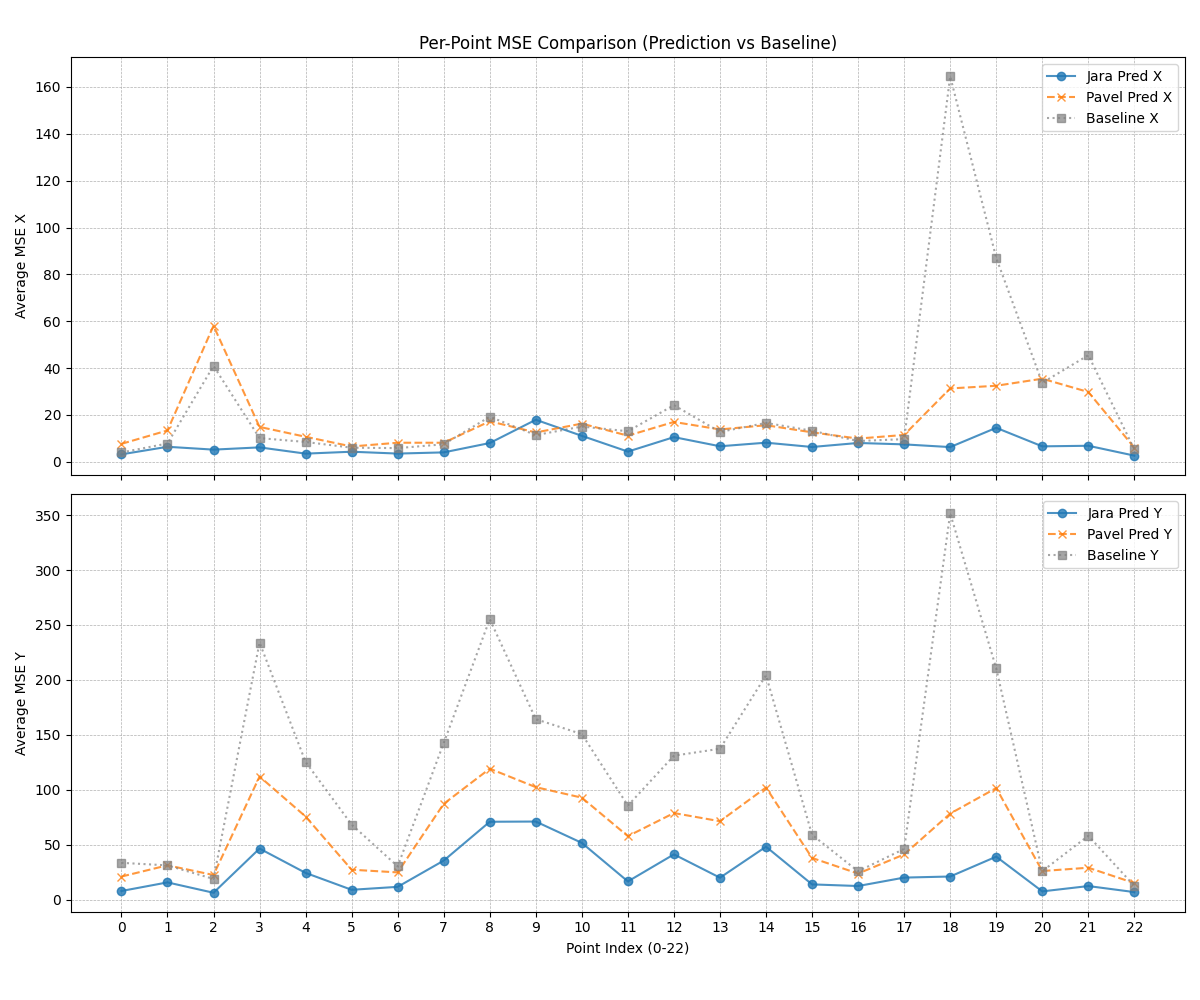 Per-Point MSE Comparison (Prediction vs Baseline)
Average MSE X
160
140
120
100
80
60
40
20
0
Jara Pred X
Pavel Pred X
Baseline X
Average MSE Y
350
300
250
200
150
100
50
0
Jara Pred Y
Pavel Pred Y
Baseline Y
0 1 2 3 4 5 6 7 8 9 10 11 12 13 14 15 16 17 18 19 20 21 22
Point Index (0-22)